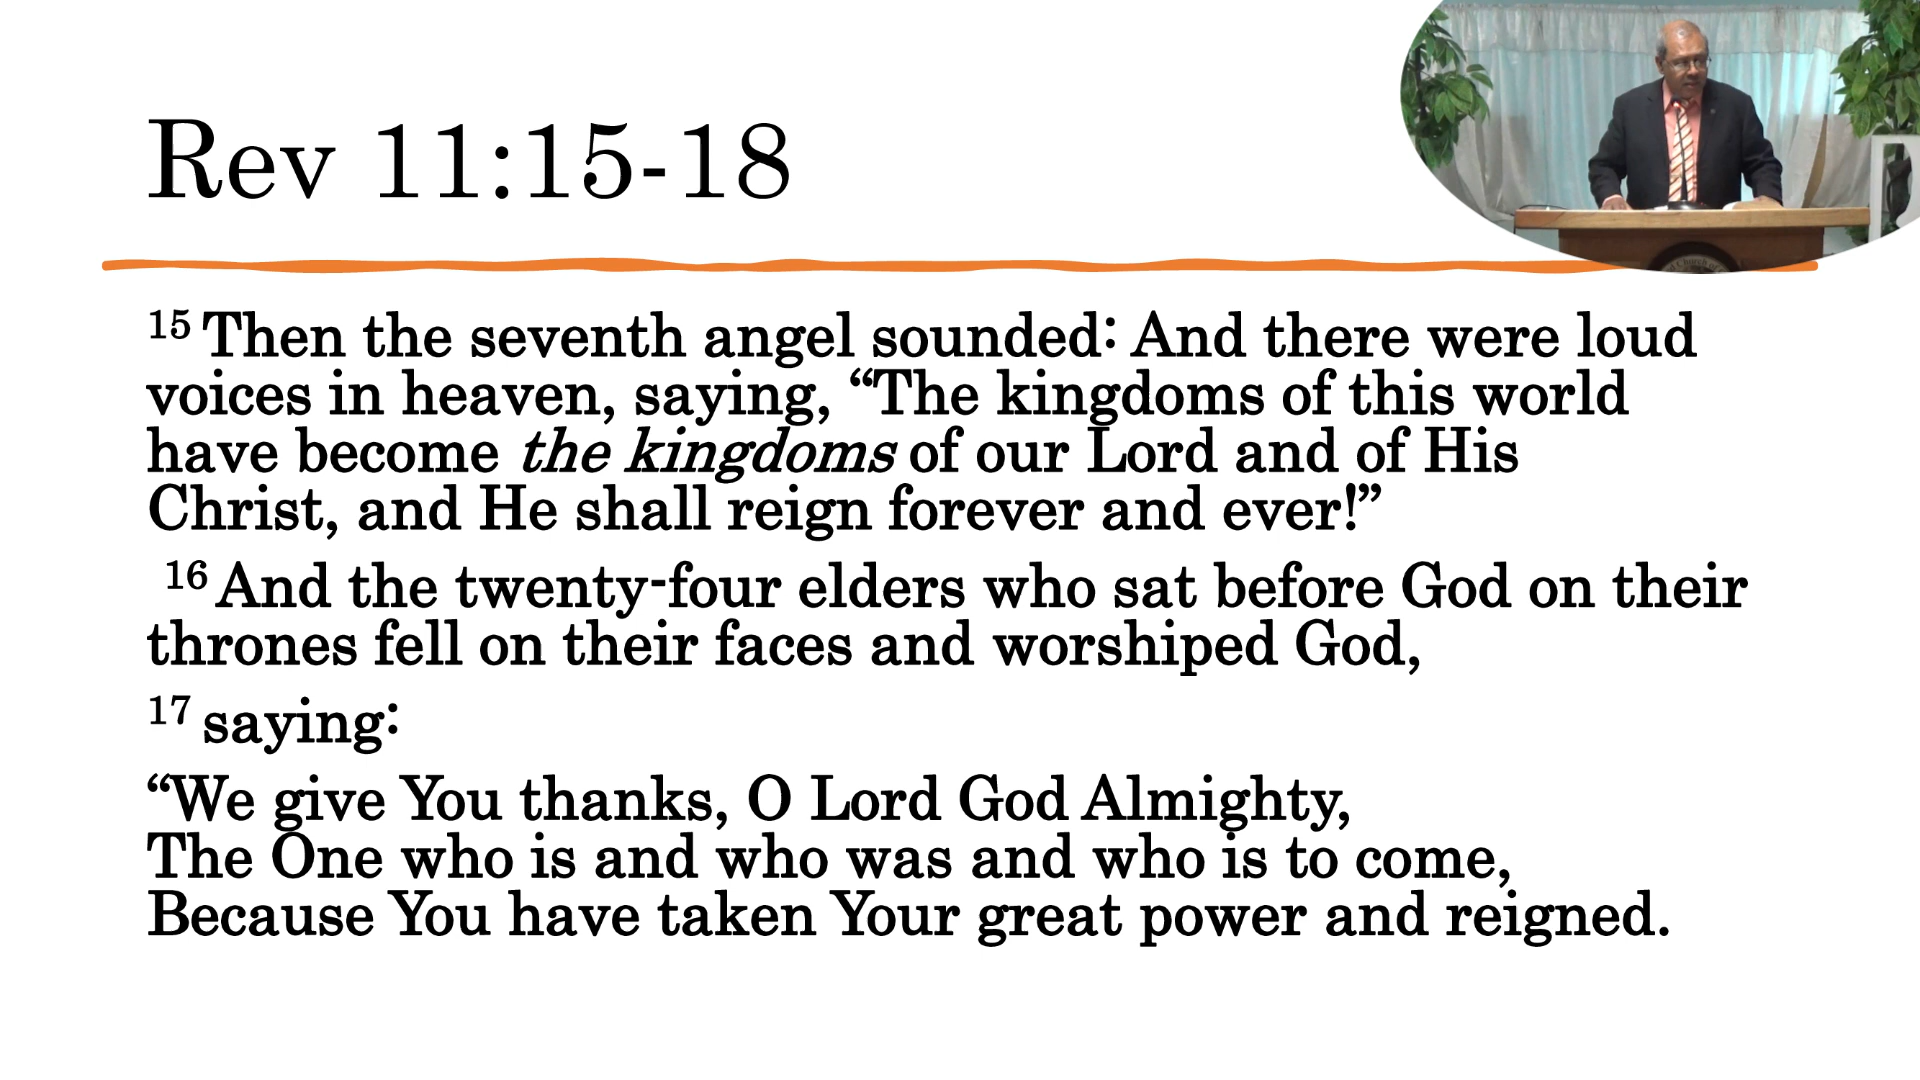 Rev 11:15-18
15 Then the seventh angel sounded: And there were loud
voices in heaven, saying, “The kingdoms of this world
have become the kingdoms of our Lord and of His
Christ, and He shall reign forever and ever!”
16 And the twenty-four elders who sat before God on their
thrones fell on their faces and worshiped God,
17 saying:
“We give You thanks, O Lord God Almighty,
The One who is and who was and who is to come,
Because You have taken Your great power and reigned.
Church of